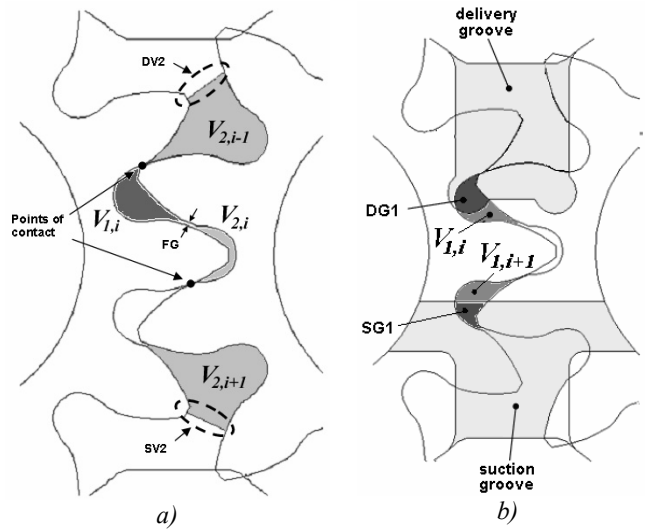 DV2
V2,i-1
V1,i
V2,i
Points of
contact
FG
V2,i+1
SV2
a)
delivery
groove
DG1
V1,i
V1,i+1
SG1
suction
groove
b)